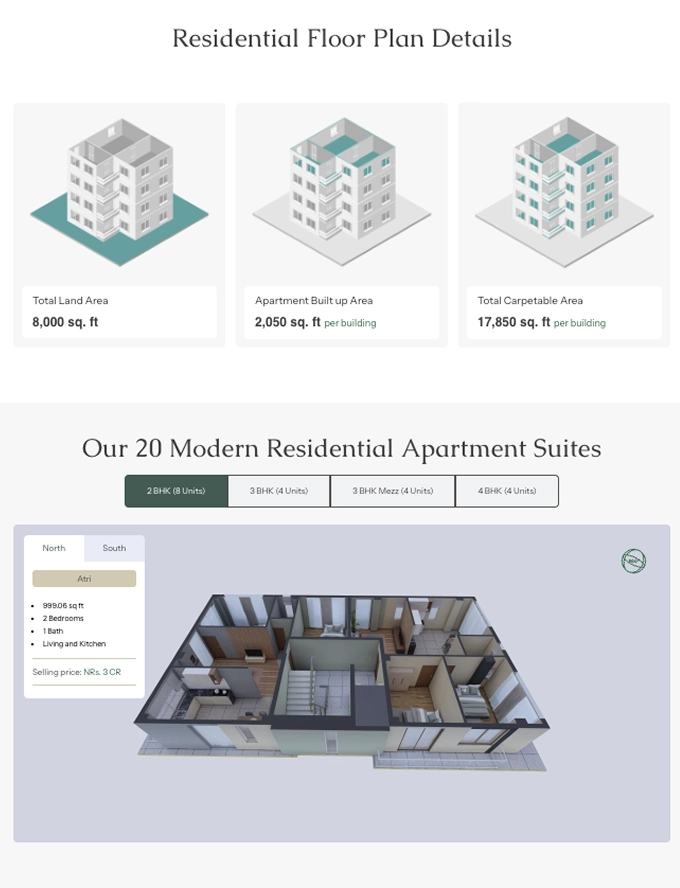 Residential Floor Plan Details
Total Land Area
8,000 sq. ft
Apartment Built up Area
2,050 sq. ft per building
Total Carpetable Area
17,850 sq. ft per building
Our 20 Modern Residential Apartment Suites
2 BHK (8 Units)
3 BHK (4 Units)
3 BHK Mezz (4 Units)
4 BHK (4 Units)
North
South
Atri
999.06 sq ft
2 Bedrooms
1 Bath
Living and Kitchen
Selling price: NRs. 3 CR